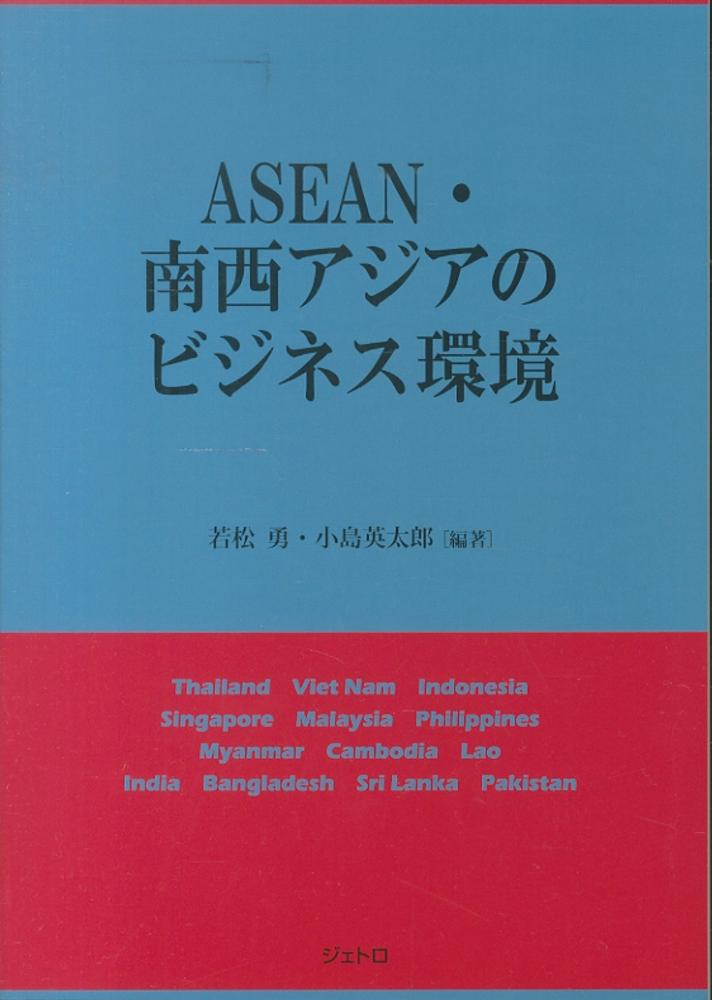 ASEAN・
南西アジアの
ビジネス環境
若松 勇・小島英太郎 [編著]
Thailand Viet Nam Indonesia
Singapore Malaysia Philippines
Myanmar Cambodia Lao
India Bangladesh Sri Lanka Pakistan
ジェトロ